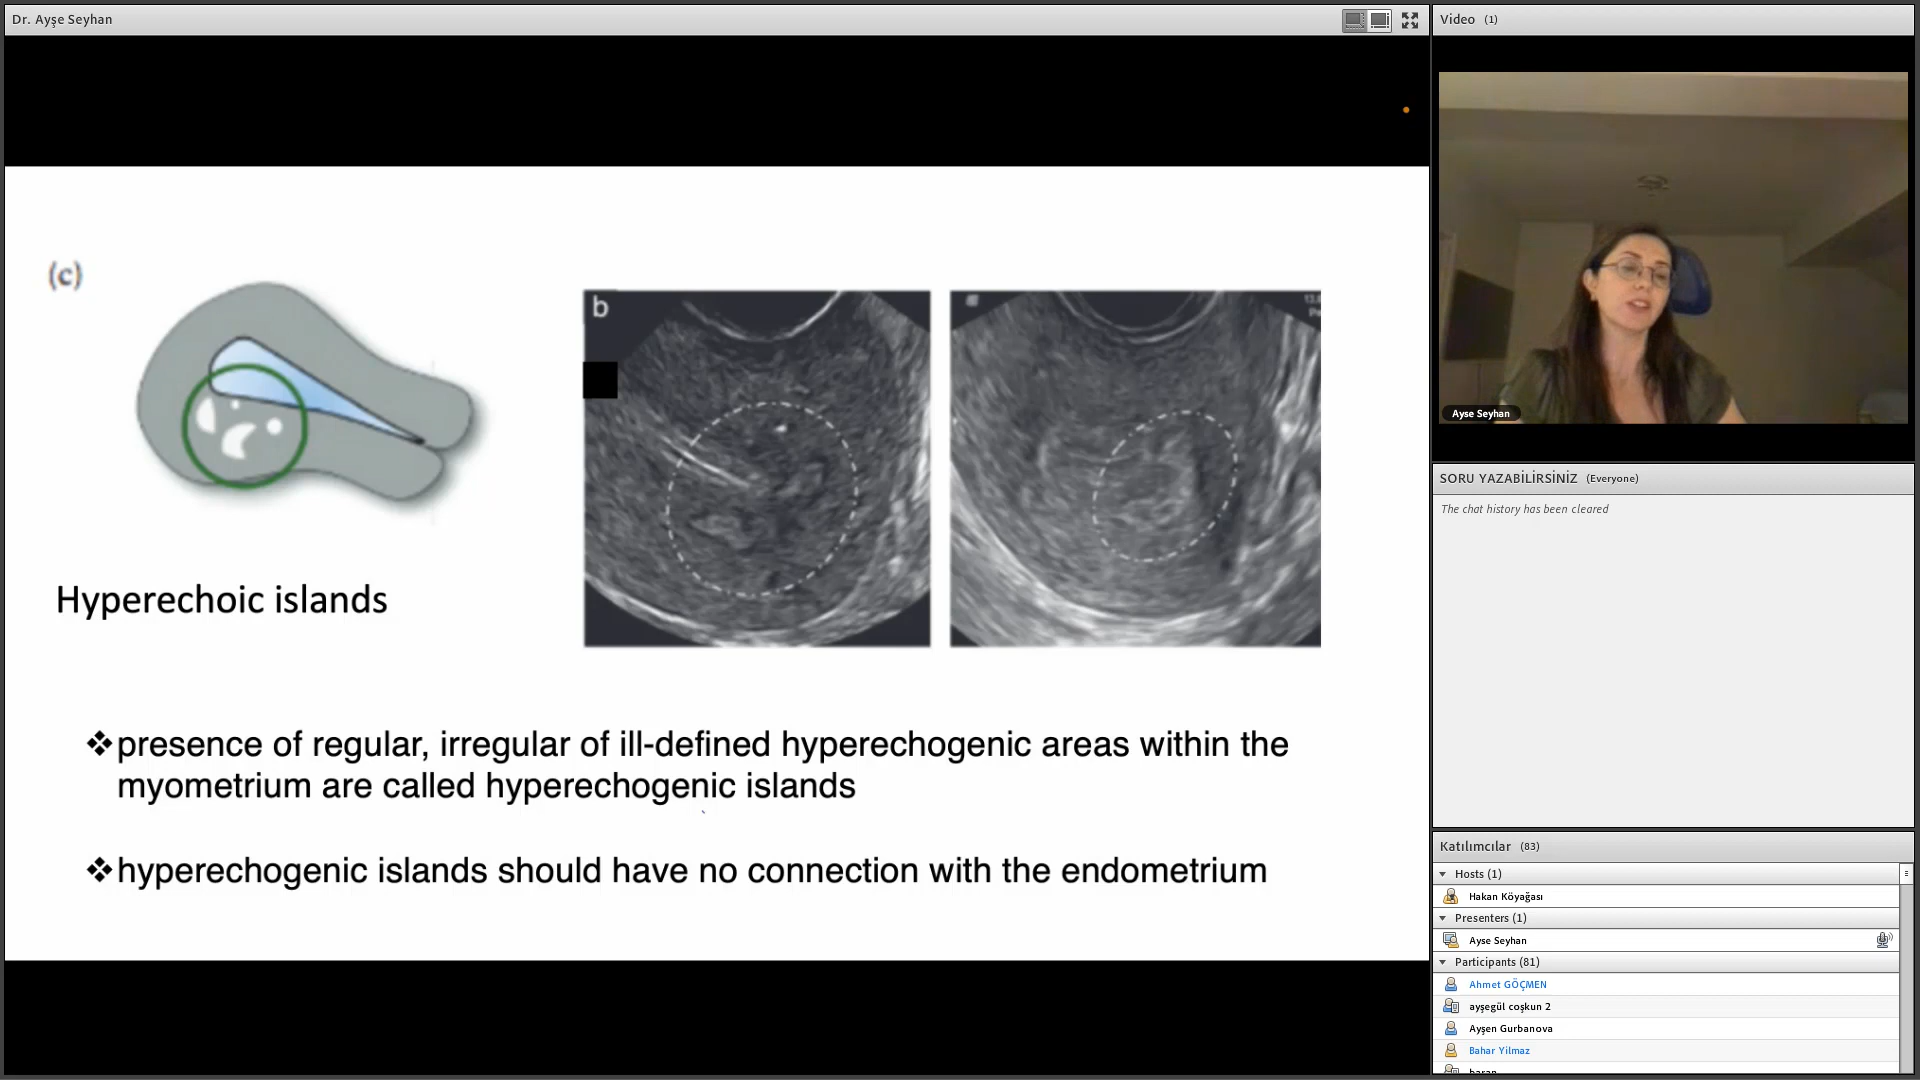 Dr. Ayşe Seyhan
(c)
b
Hyperechoic islands
❖presence of regular, irregular of ill-defined hyperechogenic areas within the
myometrium are called hyperechogenic islands
❖hyperechogenic islands should have no connection with the endometrium
Video (1)
Ayse Seyhan
SORU YAZABİLİRSİNİZ (Everyone)
The chat history has been cleared
Katılımcılar (83)
Hosts (1)
Hakan Köyağası
Presenters (1)
Ayse Seyhan
Participants (81)
Ahmet GÖÇMEN
ayşegül coşkun 2
Ayşen Gurbanova
Bahar Yilmaz